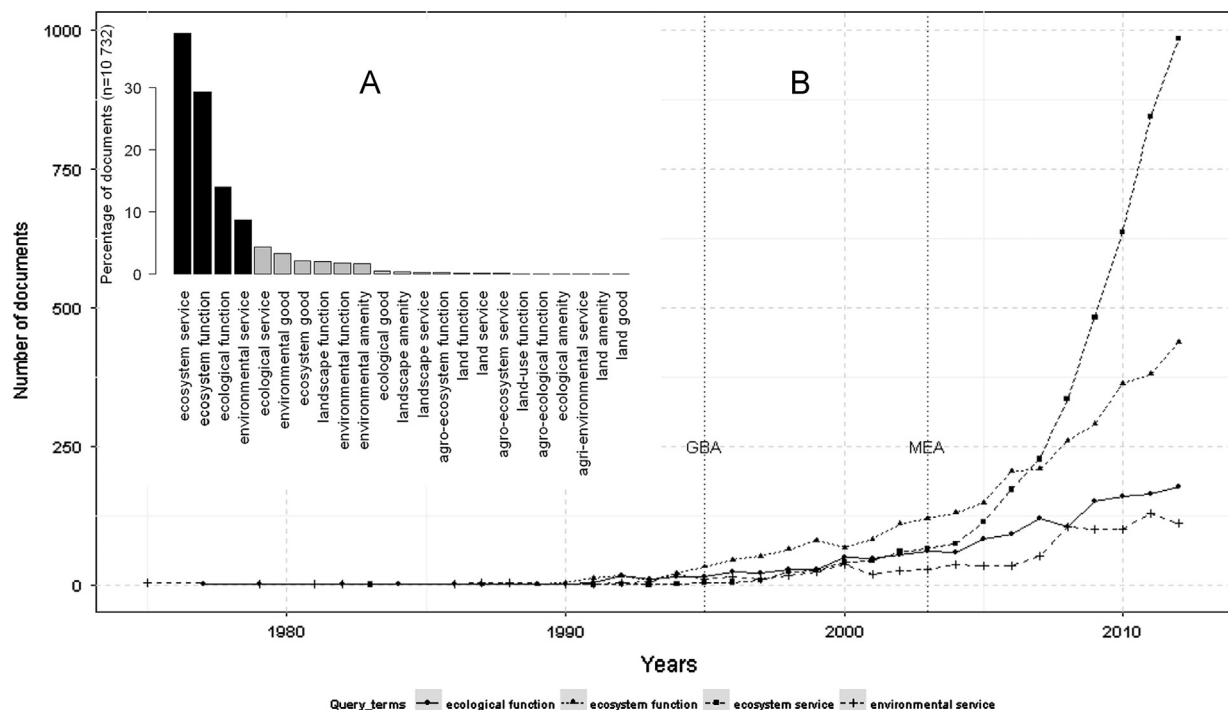 1000
750
500
250
0
Number of documents
A
B
Percentage of documents (n=10 732)
30
20
10
0
ecosystem service
ecosystem function
ecological function
environmental service
ecological service
environmental good
ecosystem good
landscape function
environmental function
environmental amenity
ecological good
landscape amenity
landscape service
agro-ecosystem function
land function
land service
agro-ecosystem service
land-use function
agro-ecological function
ecological amenity
agri-environmental service
land amenity
land good
GBA
MEA
1980
1990
2000
2010
Years
Query_terms ecological function ecosystem function ecosystem service environmental service